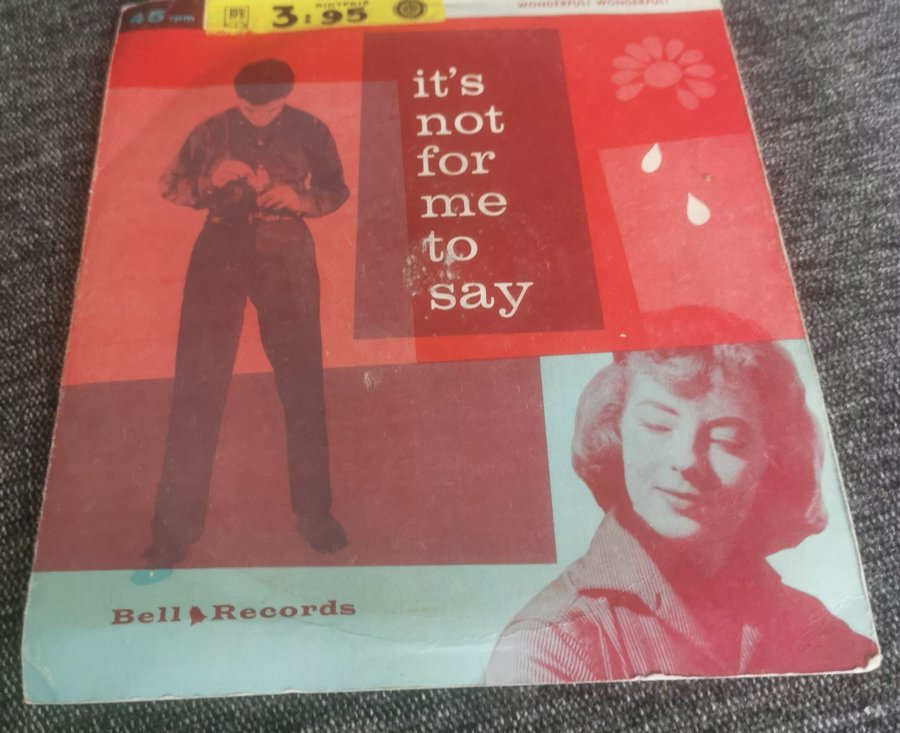 45 rpm
3:95
WONDERFUL! WONDERFUL!
it's
not
for
me
to
say
Bell Records